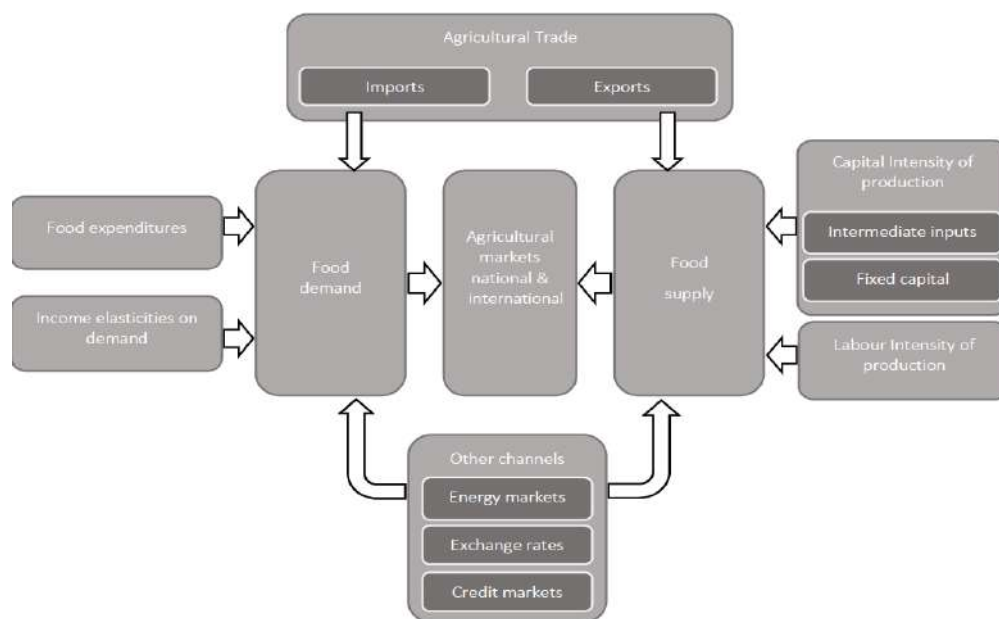 Agricultural Trade
Imports
Exports
Food expenditures
Income elasticities on
demand
Food
demand
Agricultural
markets
national &
international
Food
supply
Capital Intensity of
production
Intermediate inputs
Fixed capital
Labour Intensity of
production
Other channels
Energy markets
Exchange rates
Credit markets